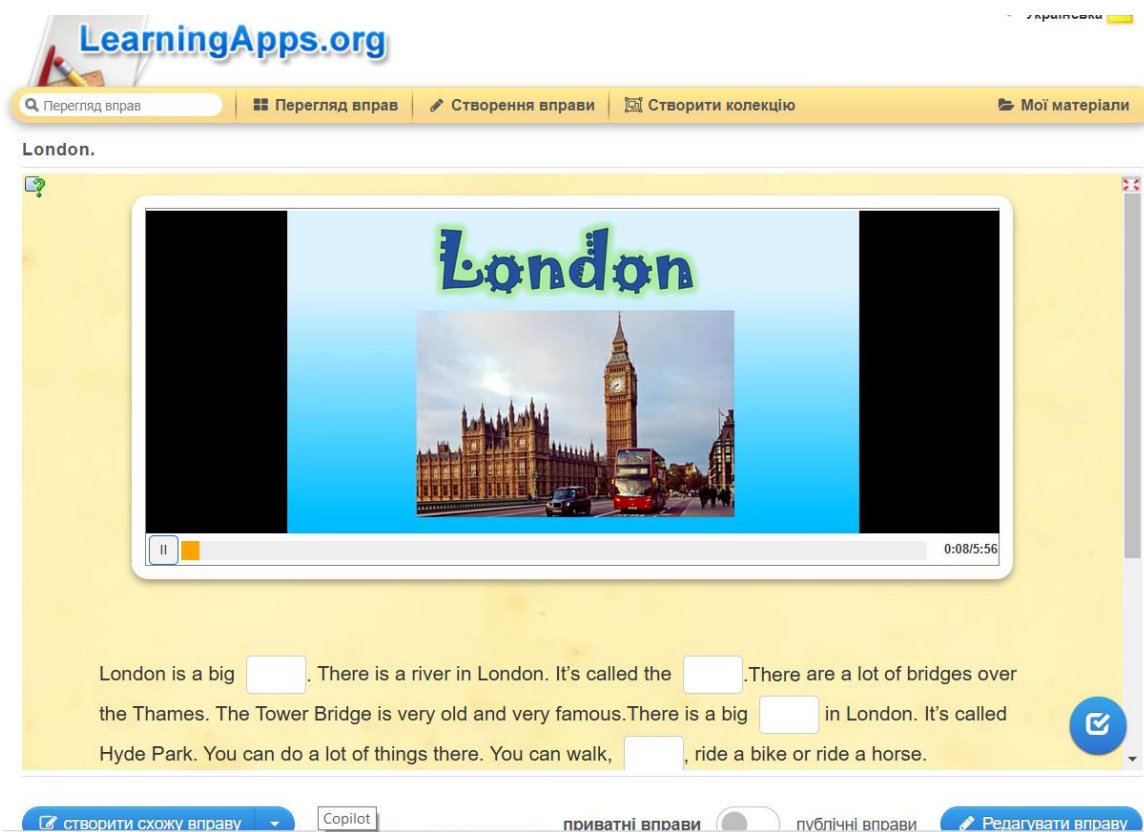 Українська
LearningApps.org
Перегляд вправ
Перегляд вправ
Створення вправи
Створити колекцію
Мої матеріали
London.
London
0:08/5:56
London is a big . There is a river in London. It’s called the .There are a lot of bridges over
the Thames. The Tower Bridge is very old and very famous.There is a big in London. It’s called
Hyde Park. You can do a lot of things there. You can walk, , ride a bike or ride a horse.
створити схожу вправу
Copilot
приватні вправи
публічні вправи
Редагувати вправу